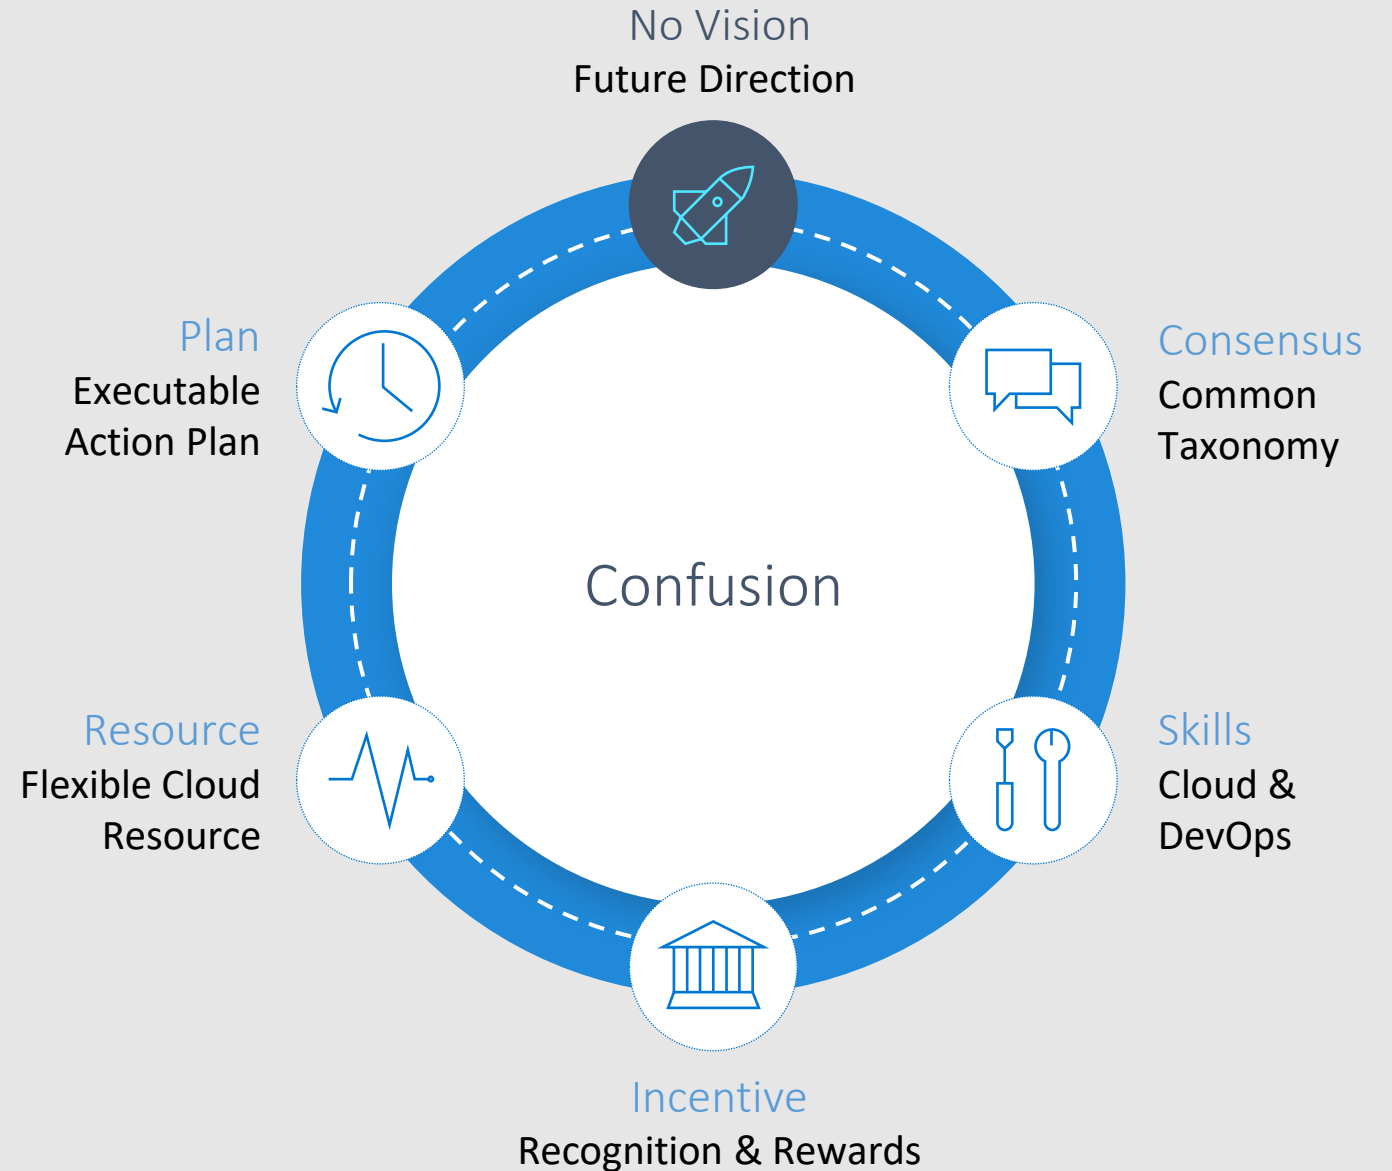 No Vision
Future Direction
Plan
Executable
Action Plan
Consensus
Common
Taxonomy
Confusion
Resource
Flexible Cloud
Resource
Skills
Cloud &
DevOps
Incentive
Recognition & Rewards